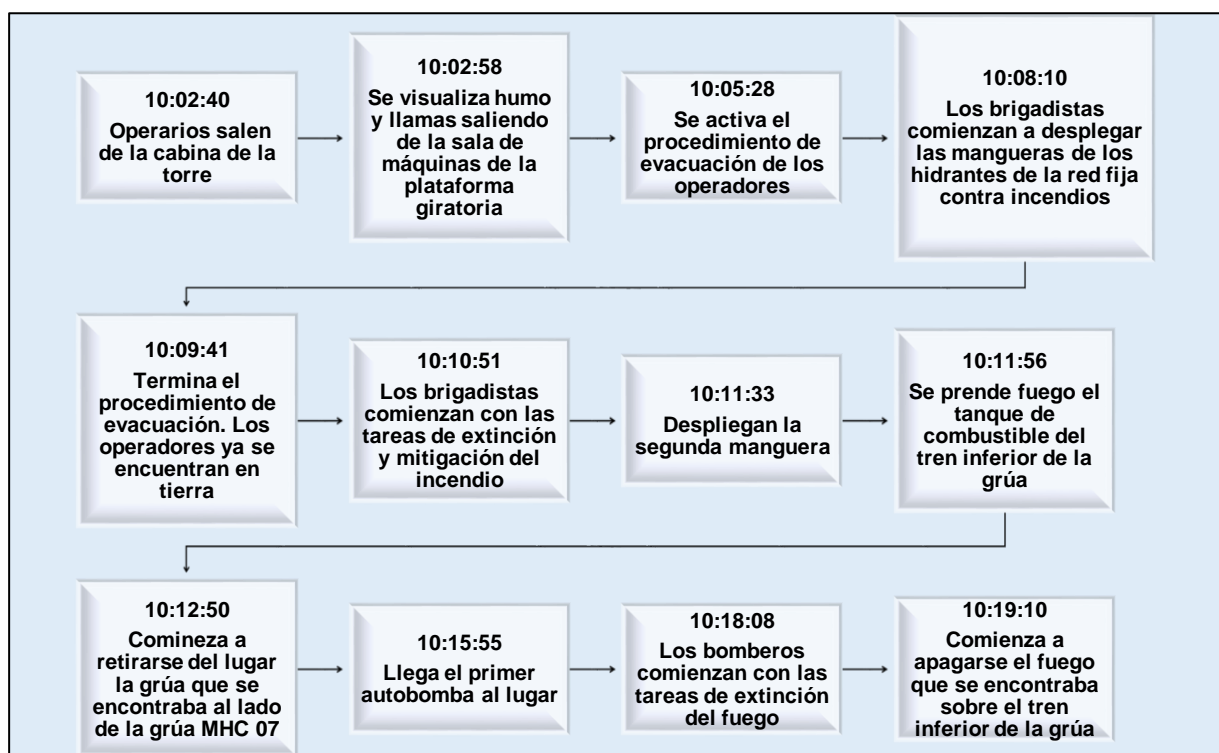 10:02:40
Operarios salen
de la cabina de la
torre
10:02:58
Se visualiza humo
y llamas saliendo
de la sala de
máquinas de la
plataforma
giratoria
10:05:28
Se activa el
procedimiento de
evacuación de los
operadores
10:08:10
Los brigadistas
comienzan a desplegar
las mangueras de los
hidrantes de la red fija
contra incendios
10:09:41
Termina el
procedimiento de
evacuación. Los
operadores ya se
encuentran en
tierra
10:10:51
Los brigadistas
comienzan con las
tareas de extinción
y mitigación del
incendio
10:11:33
Despliegan la
segunda manguera
10:11:56
Se prende fuego el
tanque de
combustible del
tren inferior de la
grúa
10:12:50
Comineza a
retirarse del lugar
la grúa que se
encontraba al lado
de la grúa MHC 07
10:15:55
Llega el primer
autobomba al lugar
10:18:08
Los bomberos
comienzan con las
tareas de extinción
del fuego
10:19:10
Comienza a
apagarse el fuego
que se encontraba
sobre el tren
inferior de la grúa